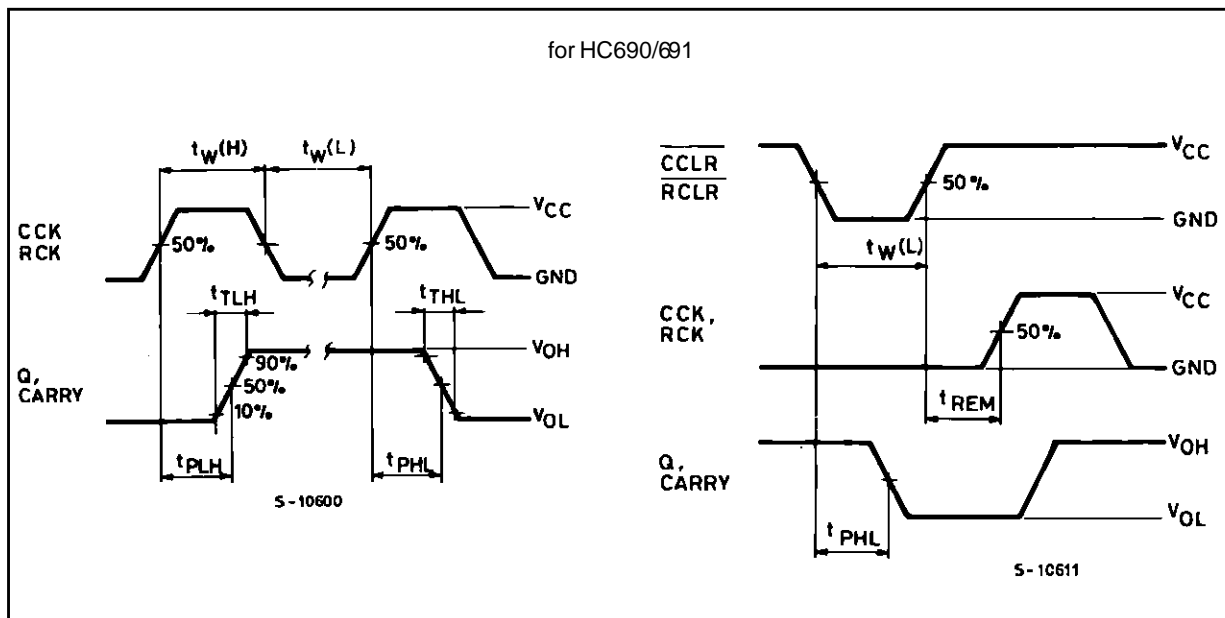 for HC690/691
tW(H)
tW(L)
CCK
RCK
50%
50%
VCC
GND
tTLH
tTHL
Q,
CARRY
90%
50%
10%
VOH
VOL
tPLH
tPHL
S-10600
CCLR
RCLR
50%
VCC
GND
tW(L)
CCK,
RCK
50%
VCC
GND
tREM
Q,
CARRY
VOH
VOL
tPHL
S-10611